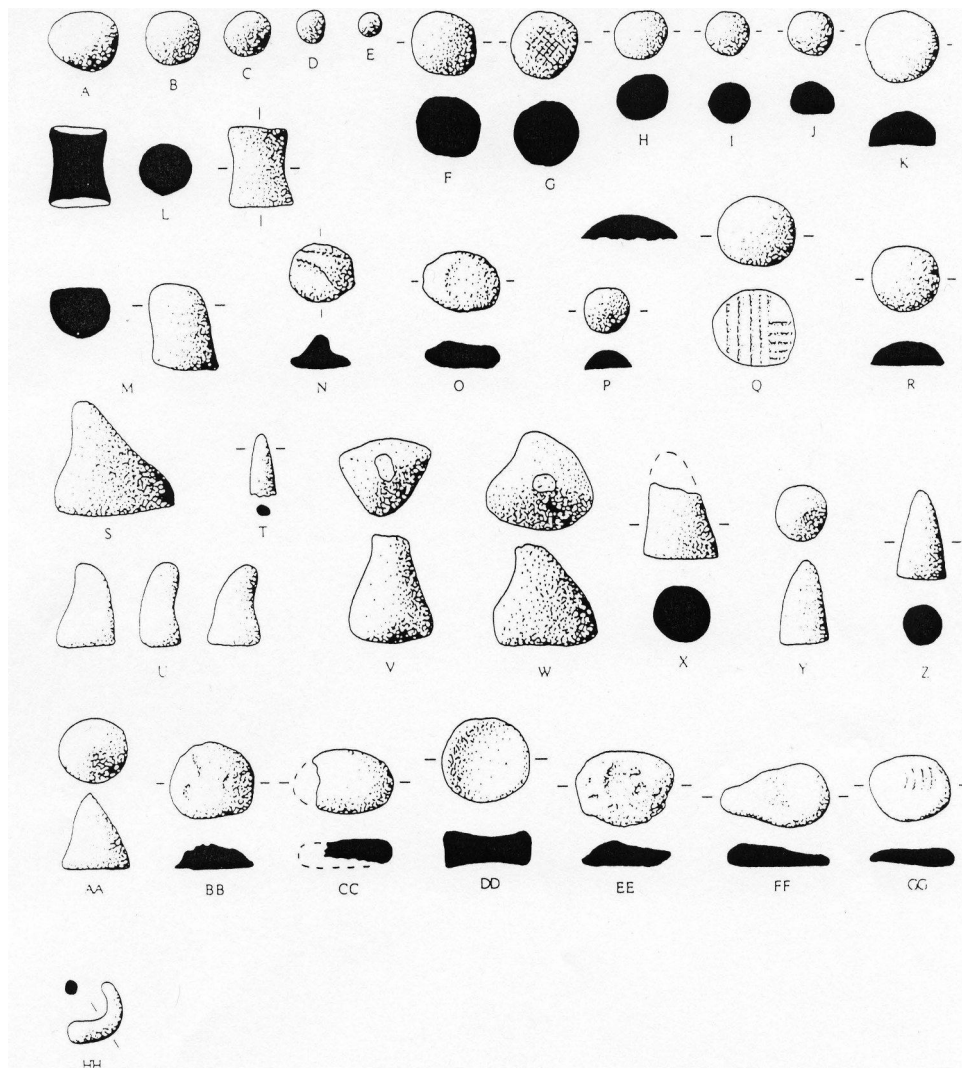 A B C D E
F G H I J K
L
M N O P Q R
S T
U V W X Y Z
AA BB CC DD EE FF GG
HH